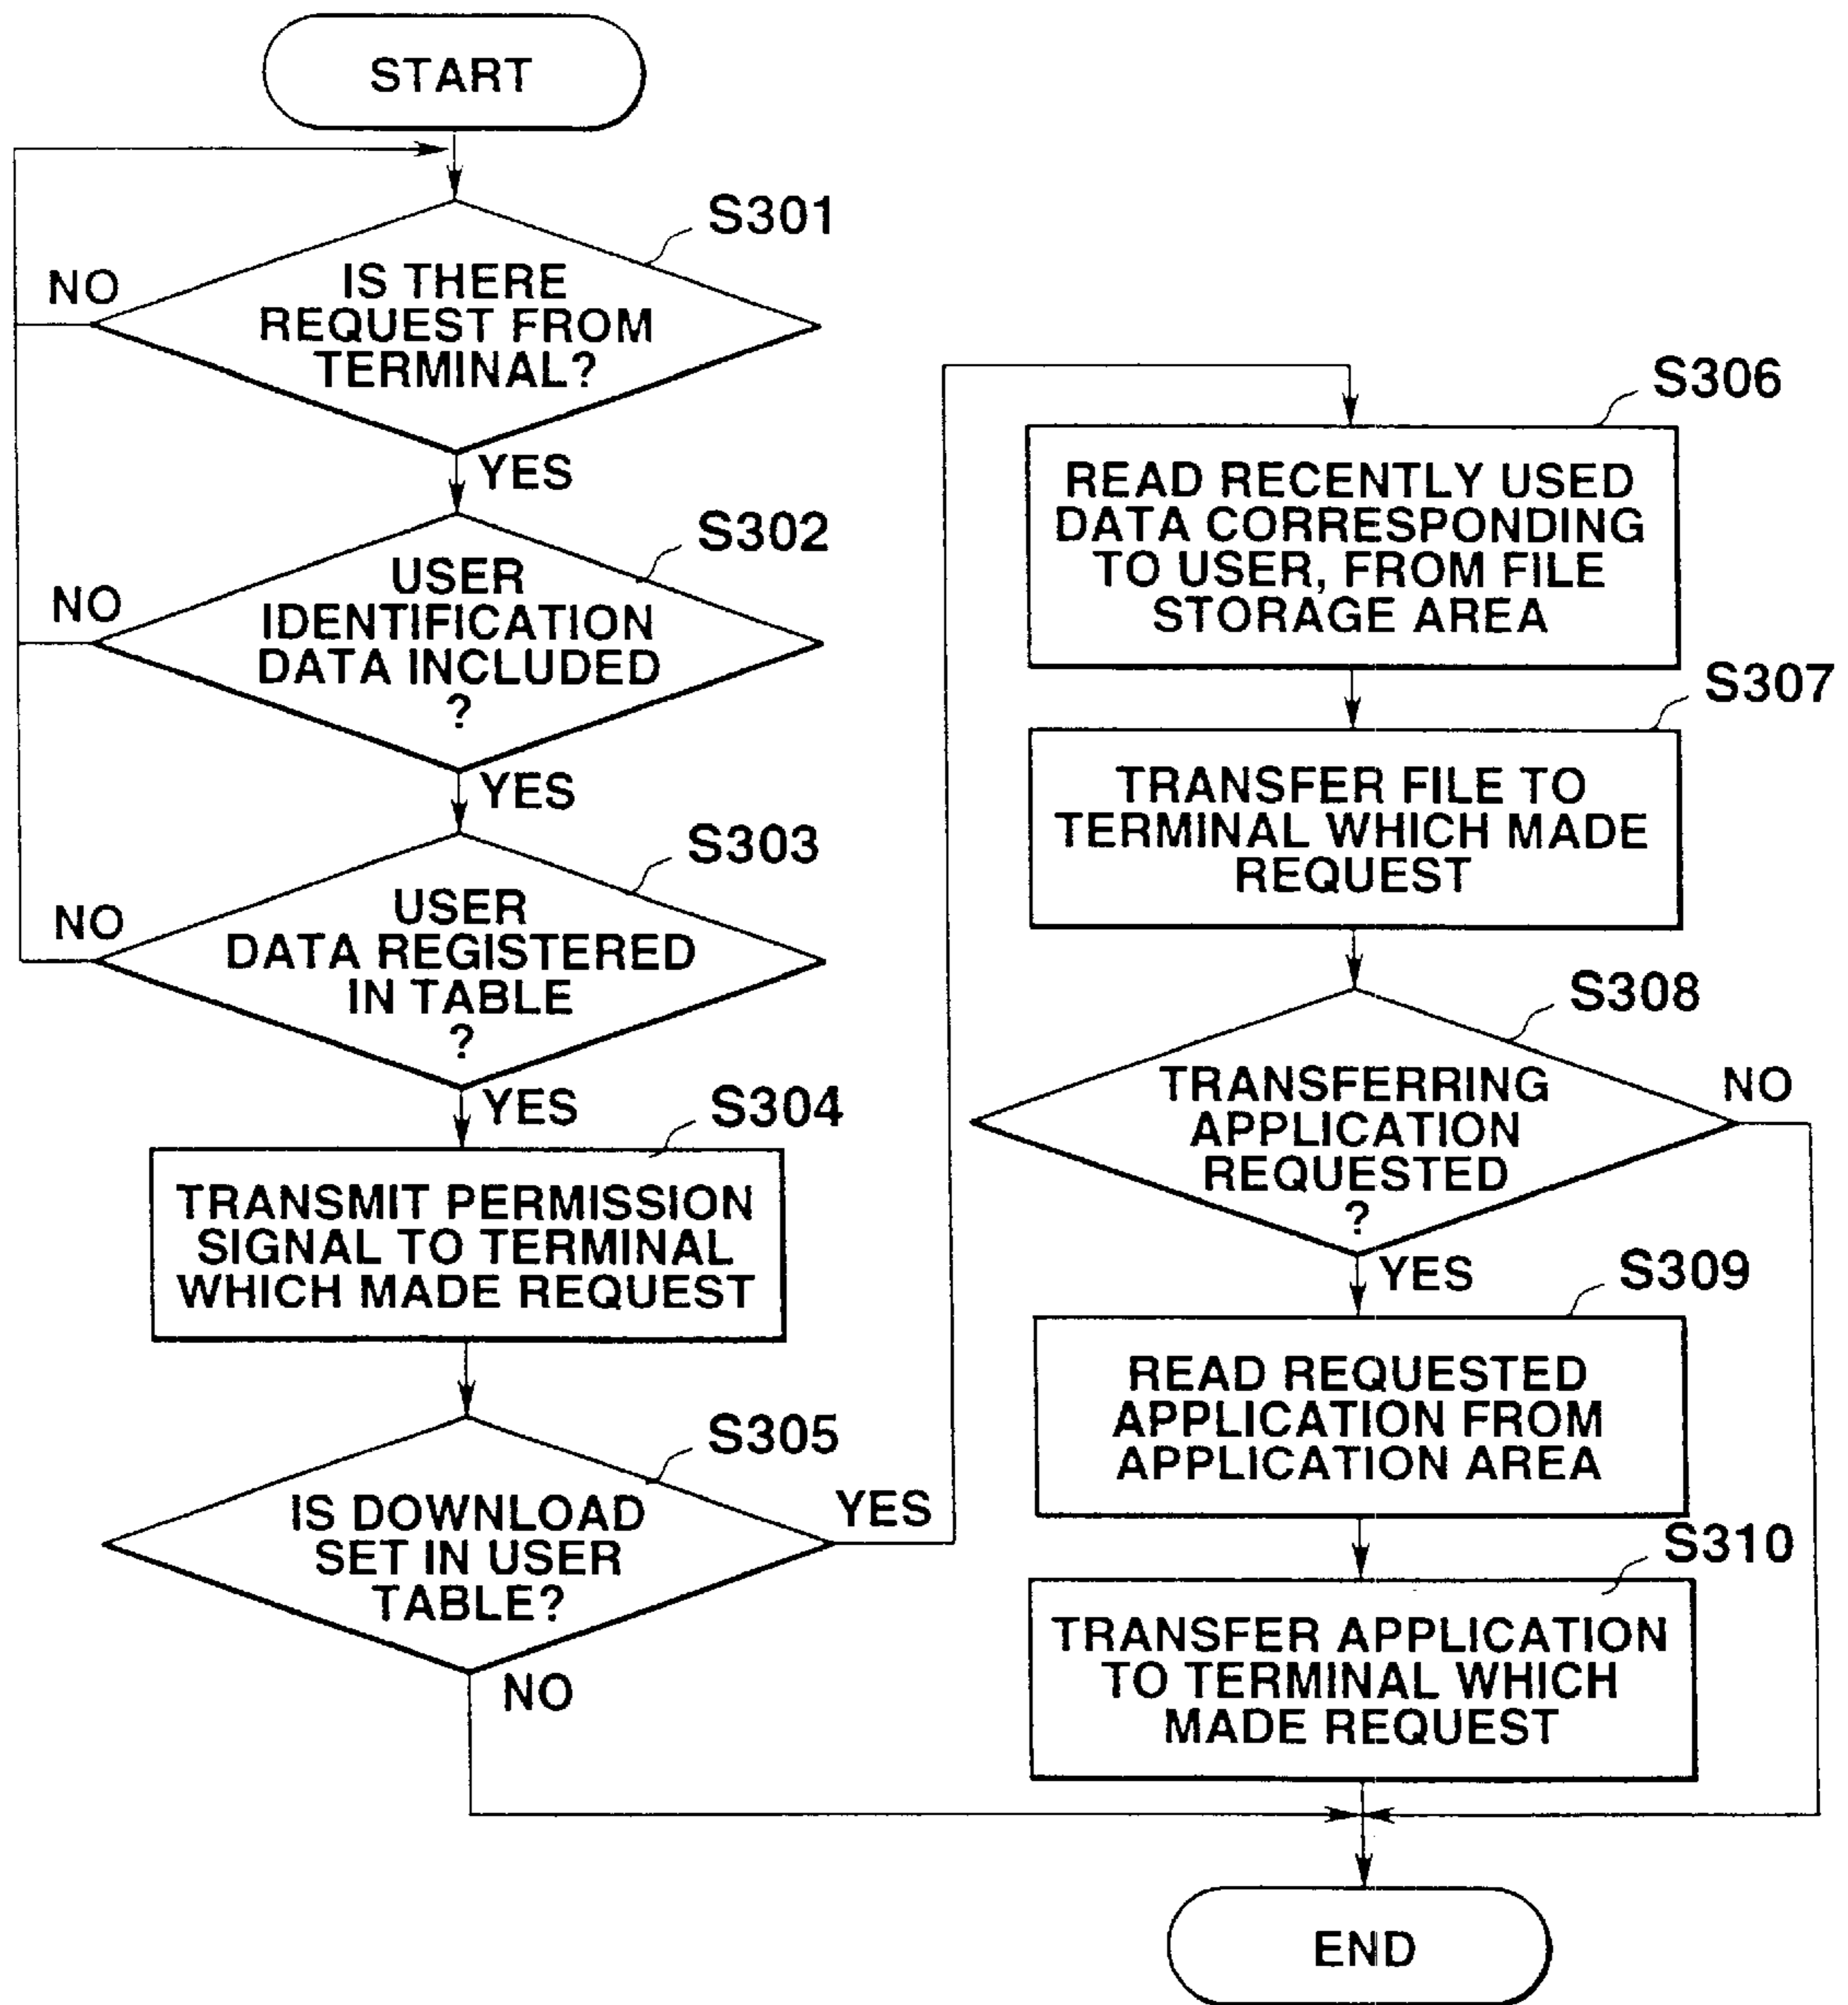 START
S301
NO
IS THERE
REQUEST FROM
TERMINAL?
YES
S302
NO
USER
IDENTIFICATION
DATA INCLUDED
?
YES
S303
NO
USER
DATA REGISTERED
IN TABLE
?
YES
S304
TRANSMIT PERMISSION
SIGNAL TO TERMINAL
WHICH MADE REQUEST
S305
YES
IS DOWNLOAD
SET IN USER
TABLE?
NO
S306
READ RECENTLY USED
DATA CORRESPONDING
TO USER, FROM FILE
STORAGE AREA
S307
TRANSFER FILE TO
TERMINAL WHICH MADE
REQUEST
S308
NO
TRANSFERRING
APPLICATION
REQUESTED
?
YES
S309
READ REQUESTED
APPLICATION FROM
APPLICATION AREA
S310
TRANSFER APPLICATION
TO TERMINAL WHICH
MADE REQUEST
END